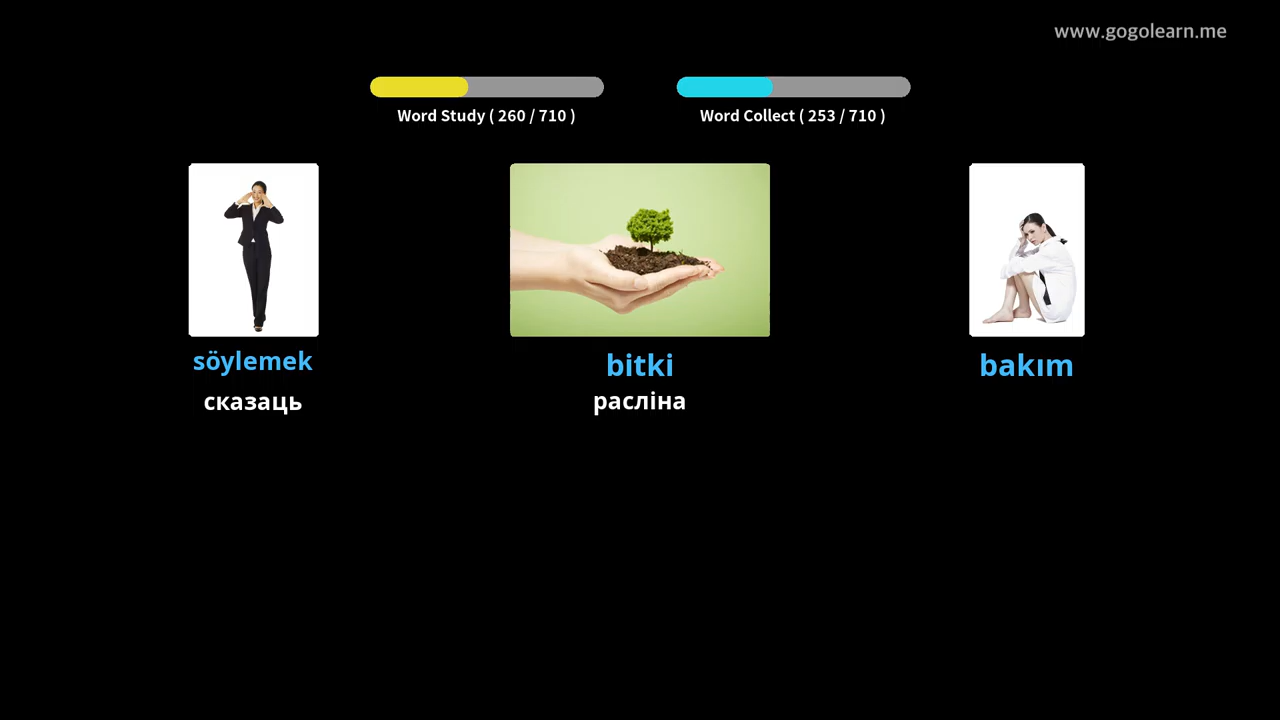 www.gogolearn.me
Word Study ( 260 / 710 )
Word Collect ( 253 / 710 )
söylemek
сказаць
bitki
расліна
bakım